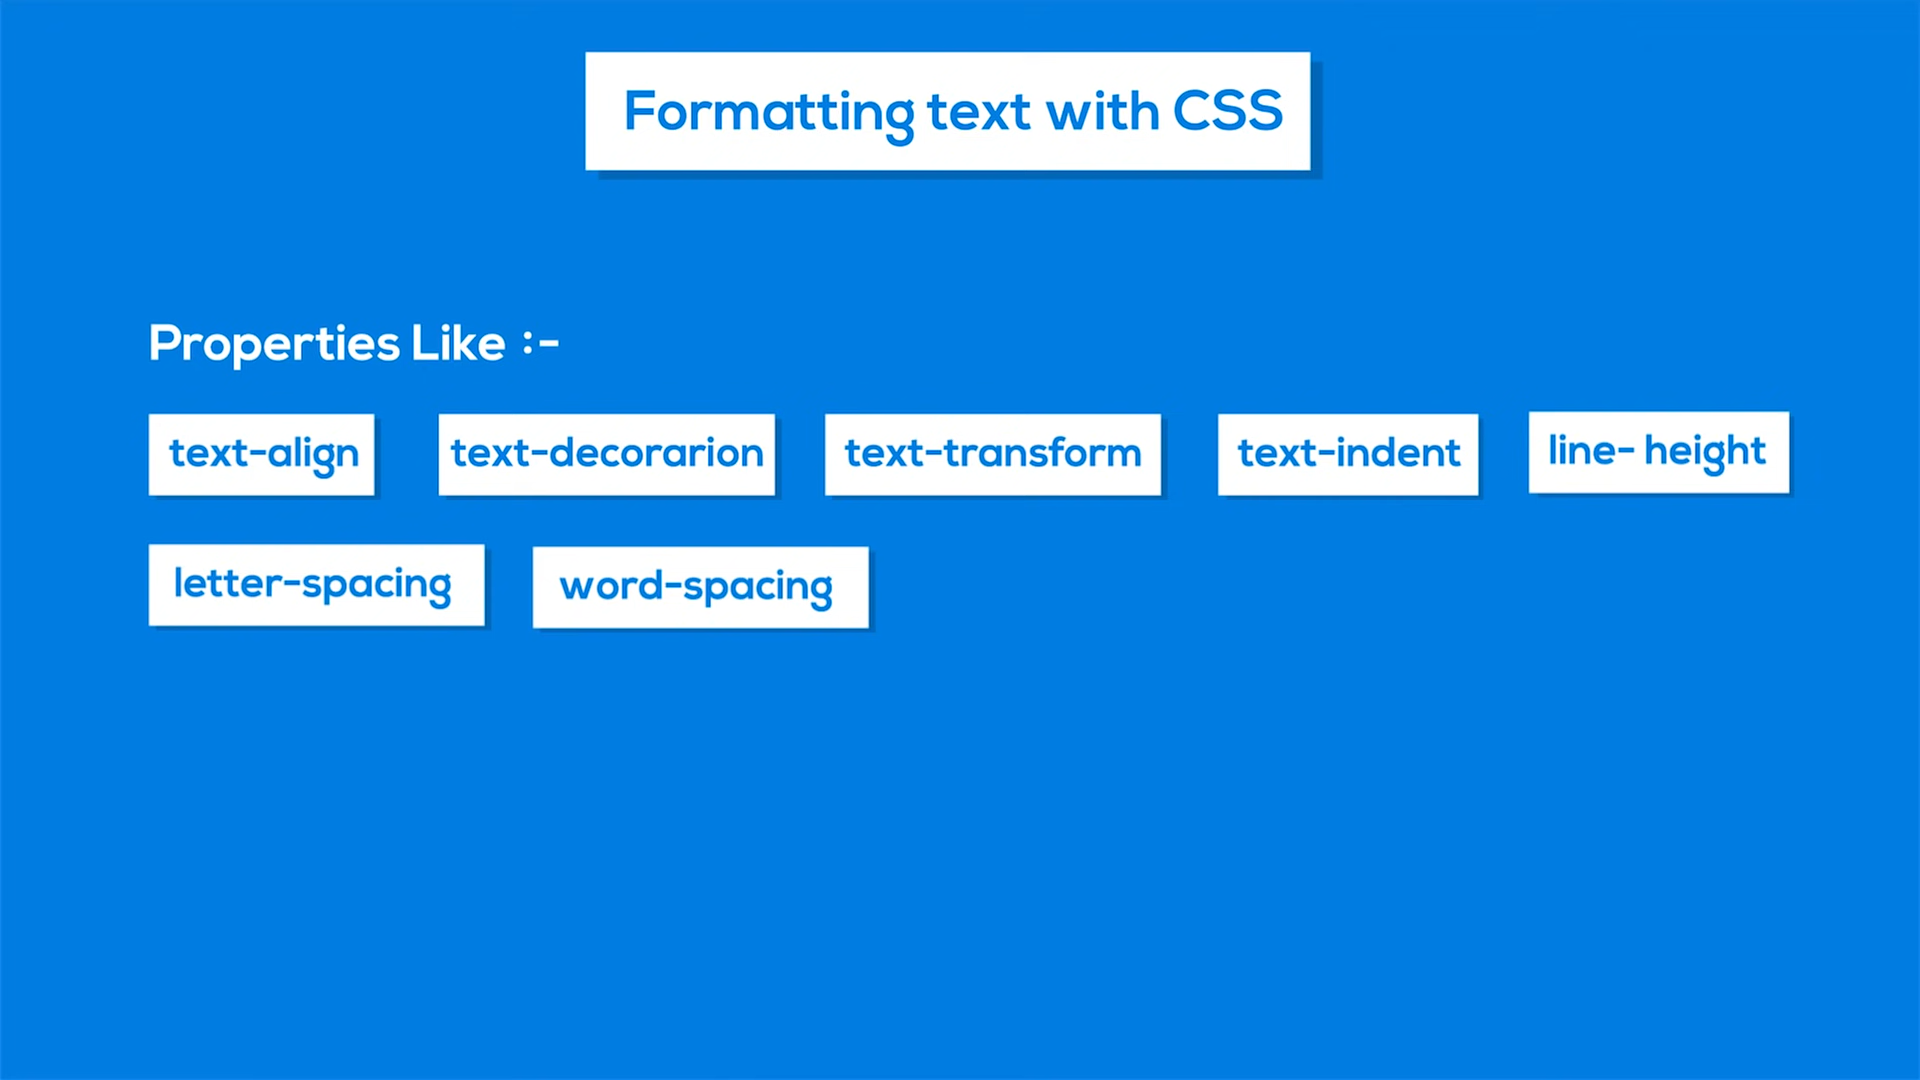 Formatting text with CSS
Properties Like :-
text-align text-decorarion text-transform text-indent line- height
letter-spacing word-spacing